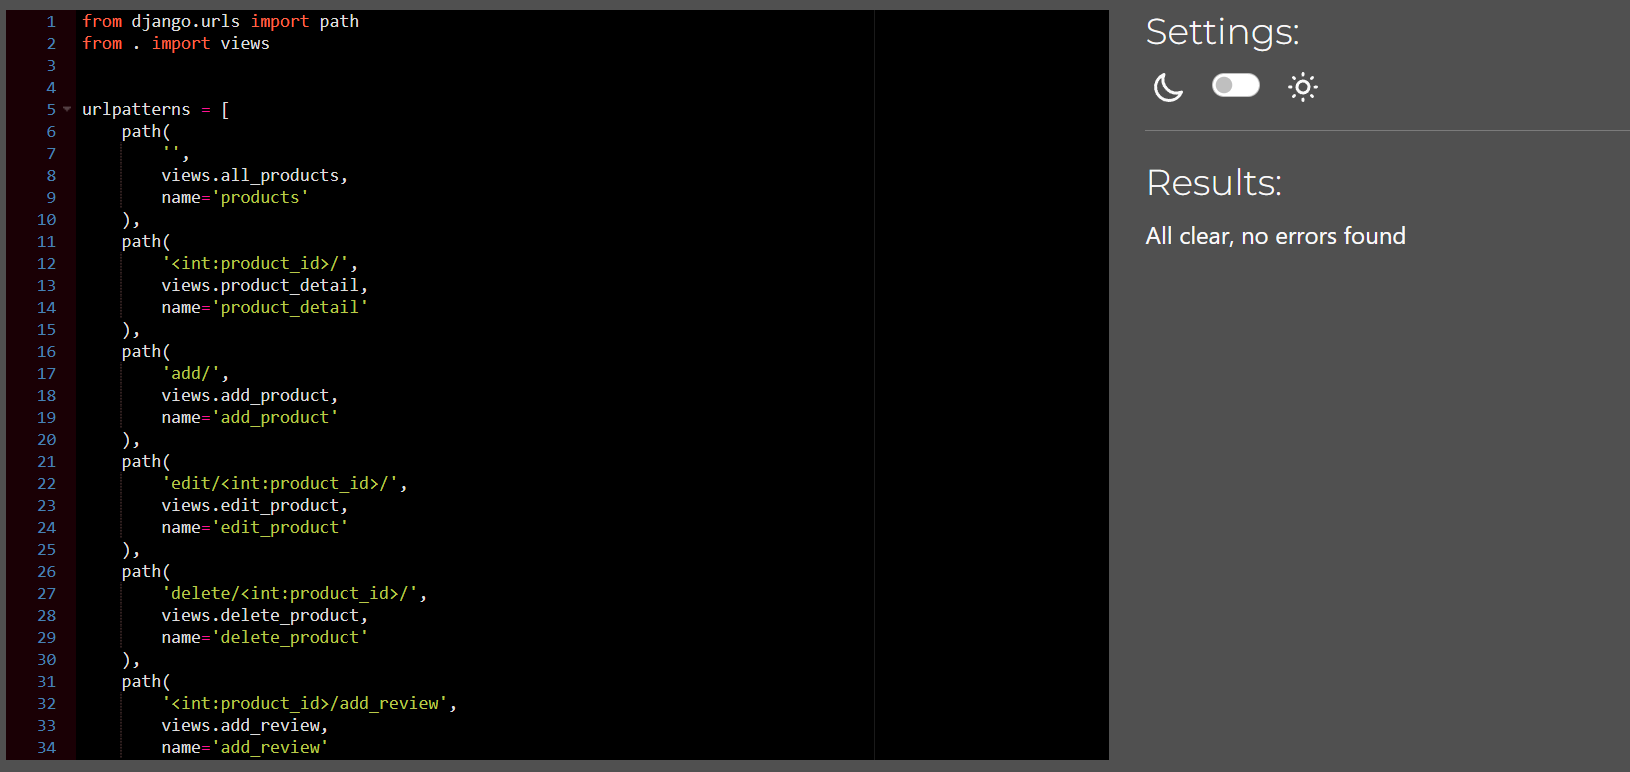 1 from django.urls import path
2 from . import views
3
4
5 urlpatterns = [
6     path(
7         '',
8         views.all_products,
9         name='products'
10     ),
11     path(
12         '<int:product_id>/',
13         views.product_detail,
14         name='product_detail'
15     ),
16     path(
17         'add/',
18         views.add_product,
19         name='add_product'
20     ),
21     path(
22         'edit/<int:product_id>/',
23         views.edit_product,
24         name='edit_product'
25     ),
26     path(
27         'delete/<int:product_id>/',
28         views.delete_product,
29         name='delete_product'
30     ),
31     path(
32         '<int:product_id>/add_review',
33         views.add_review,
34         name='add_review'
Settings:
Results:
All clear, no errors found